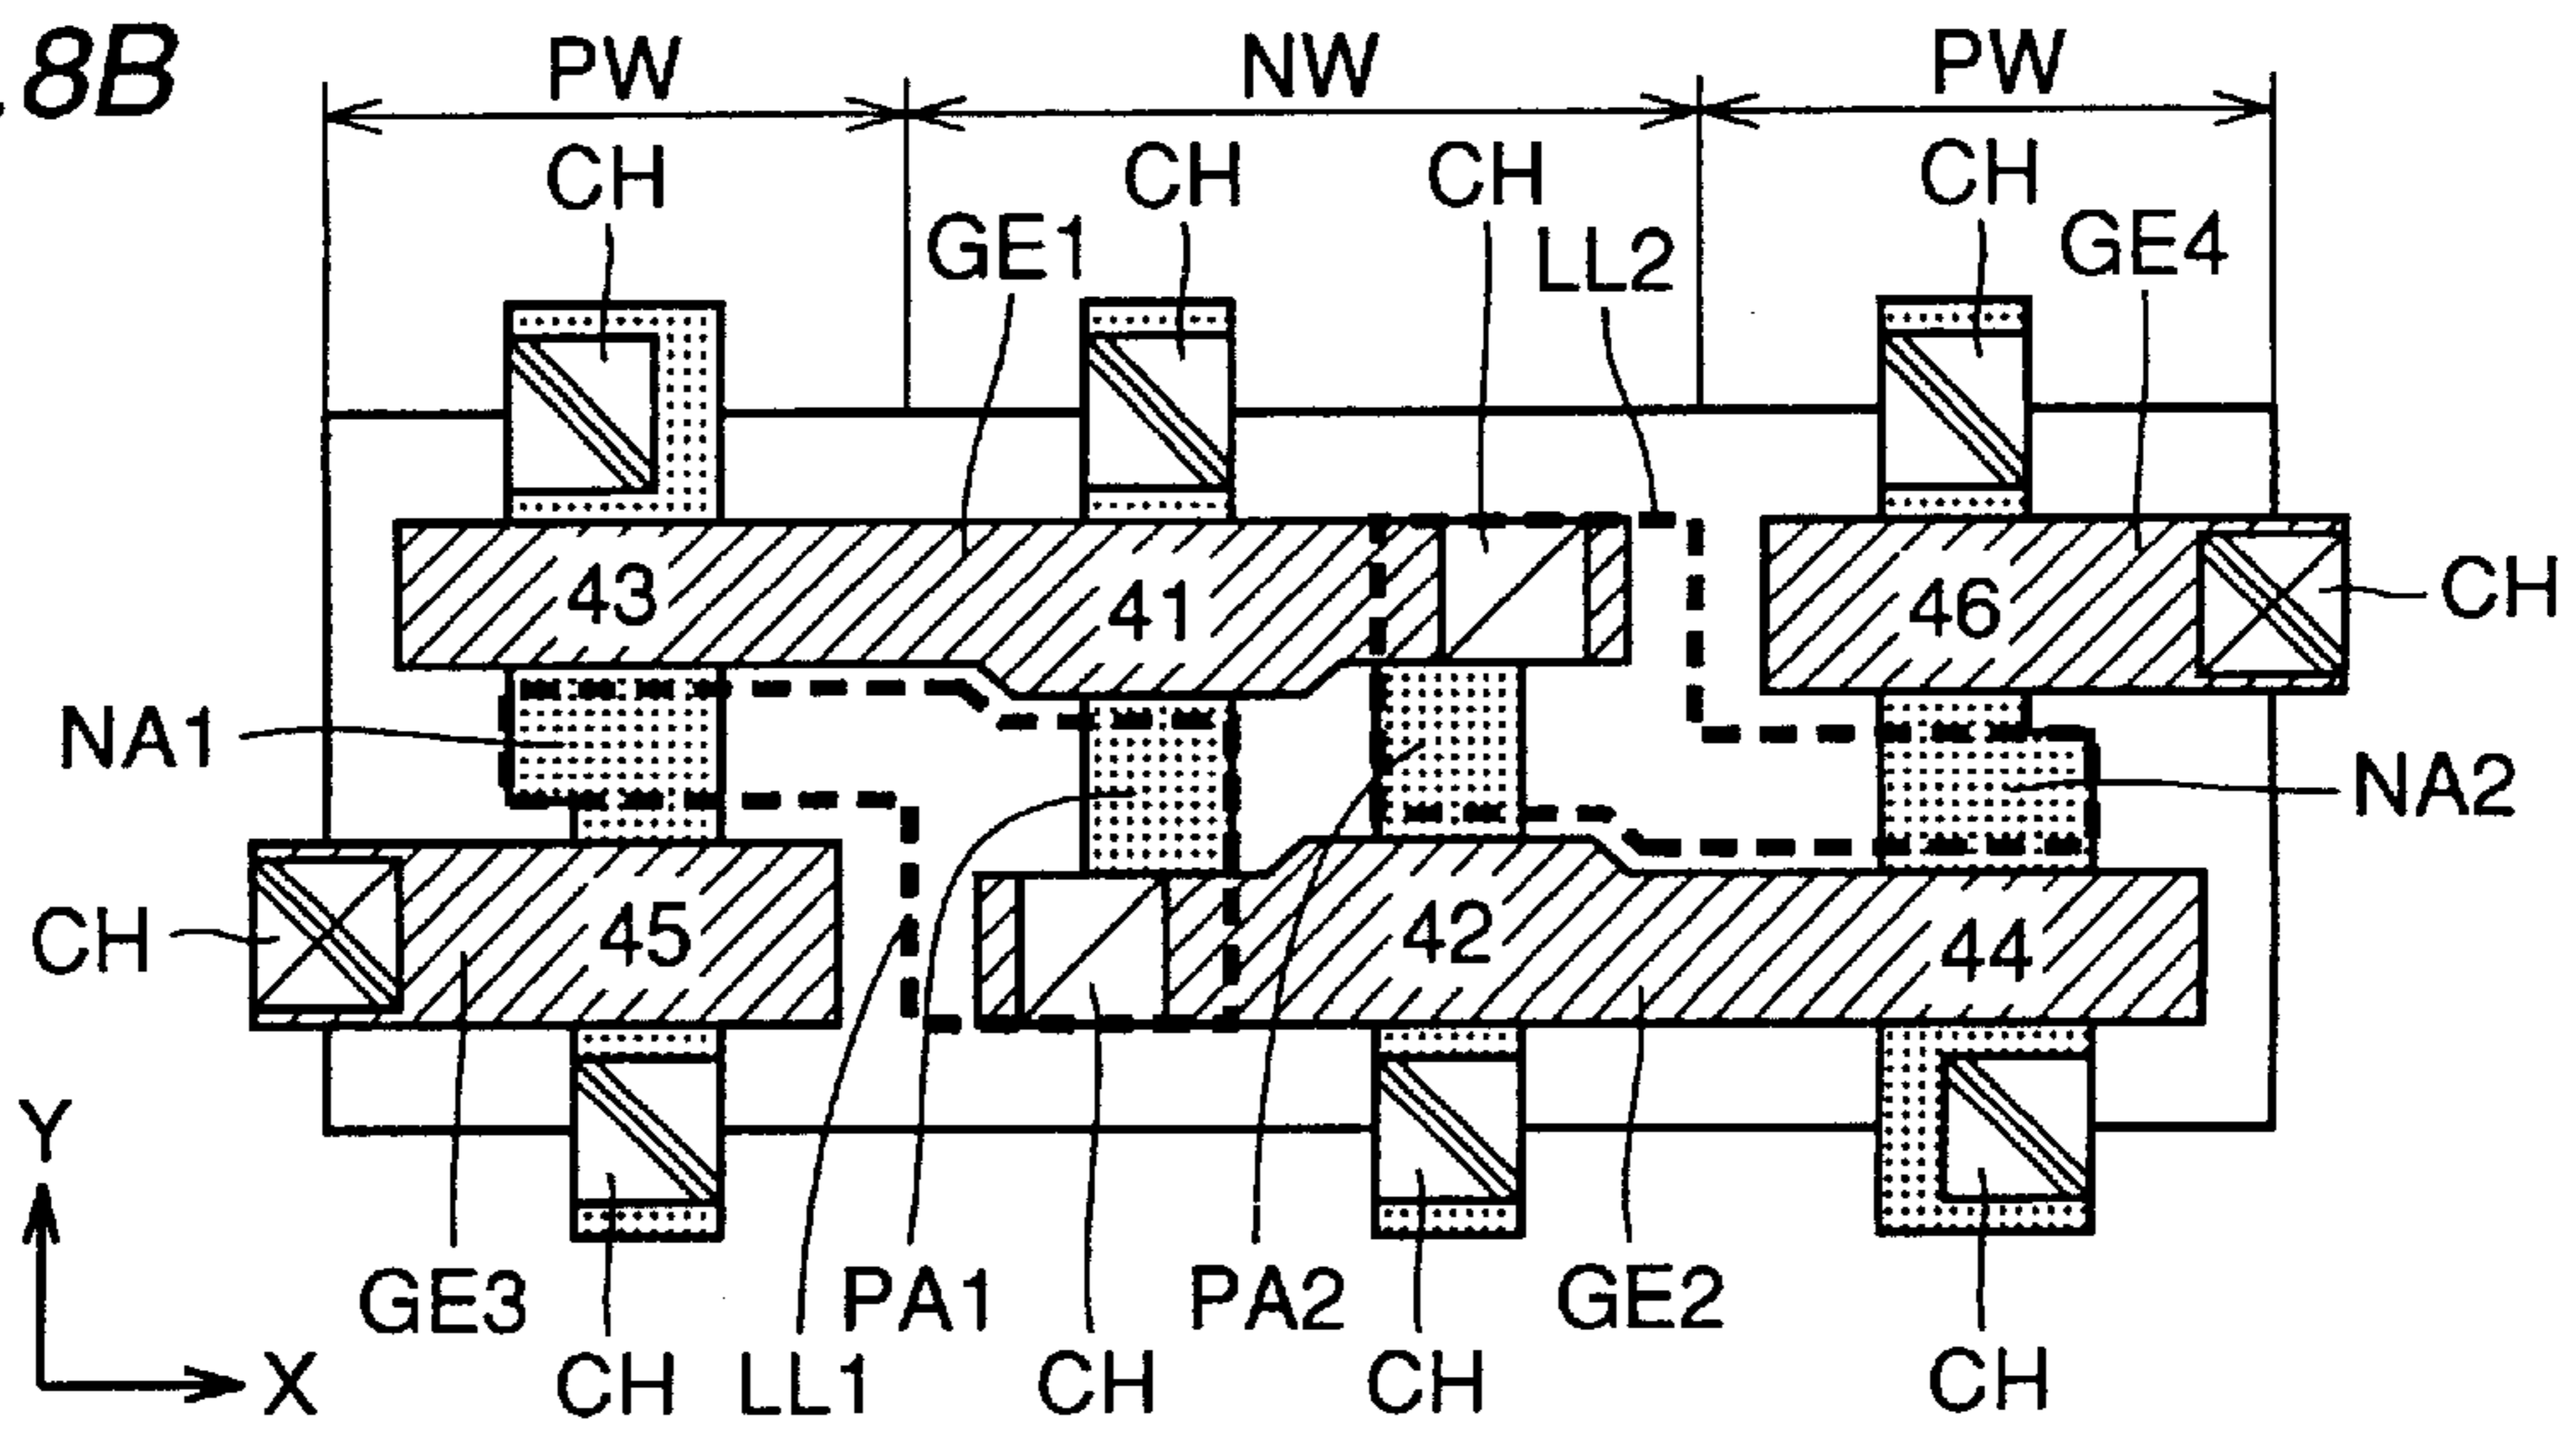 .8B
PW NW PW
CH CH CH CH
GE1 LL2 GE4
43 41 46
CH
NA1 NA2
CH 45 42 44
Y
GE3 PA1 PA2 GE2
X CH LL1 CH CH CH